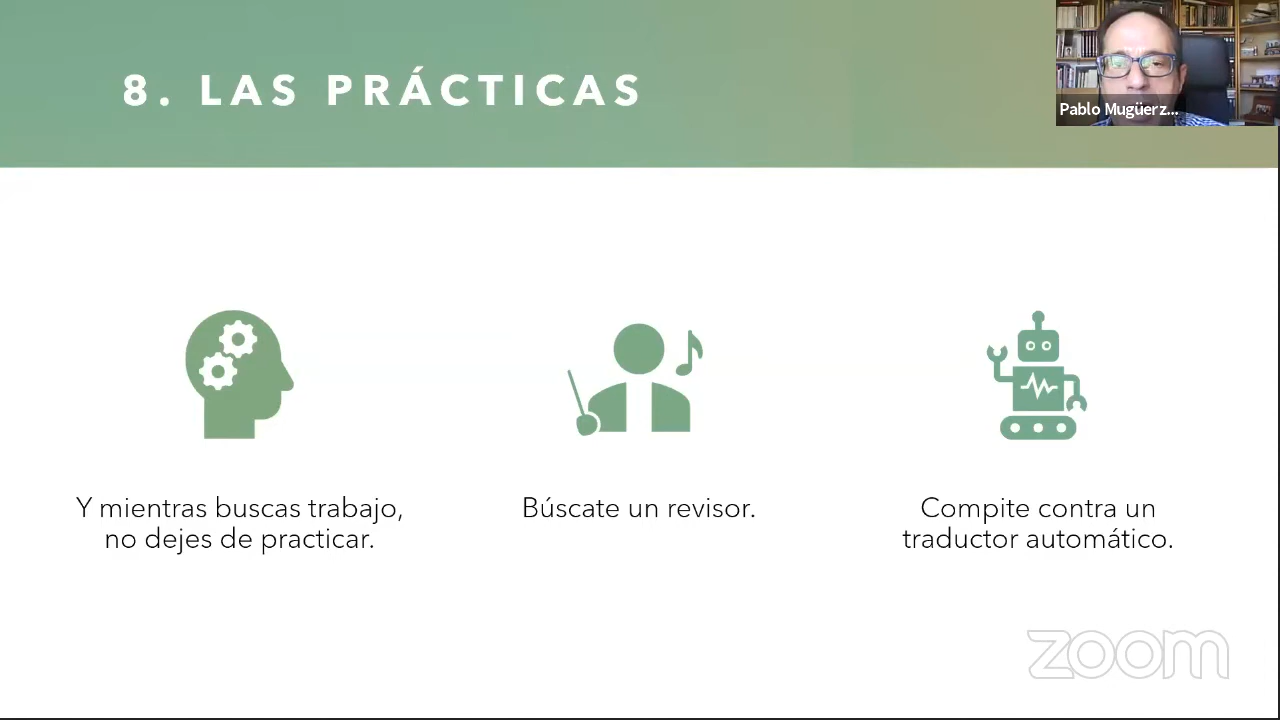 8. LAS PRÁCTICAS
Pablo Mugüerz...
Y mientras buscas trabajo,
no dejes de practicar.
Búscate un revisor.
Compite contra un
traductor automático.
zoom